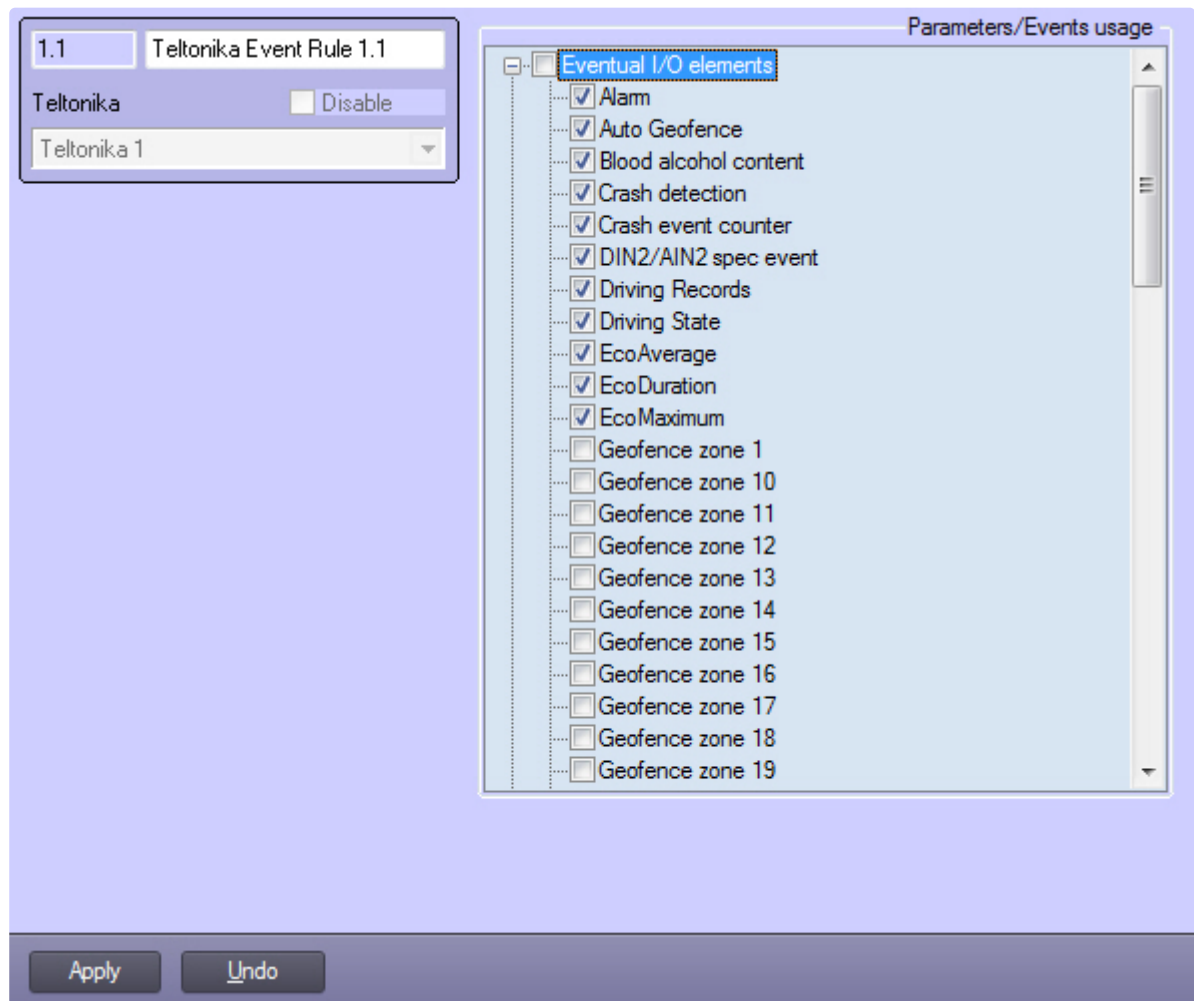 1.1 Teltonika Event Rule 1.1
Teltonika Disable
Teltonika 1
Parameters/Events usage
Eventual I/O elements
Alarm
Auto Geofence
Blood alcohol content
Crash detection
Crash event counter
DIN2/AIN2 spec event
Driving Records
Driving State
EcoAverage
EcoDuration
EcoMaximum
Geofence zone 1
Geofence zone 10
Geofence zone 11
Geofence zone 12
Geofence zone 13
Geofence zone 14
Geofence zone 15
Geofence zone 16
Geofence zone 17
Geofence zone 18
Geofence zone 19
Apply Undo